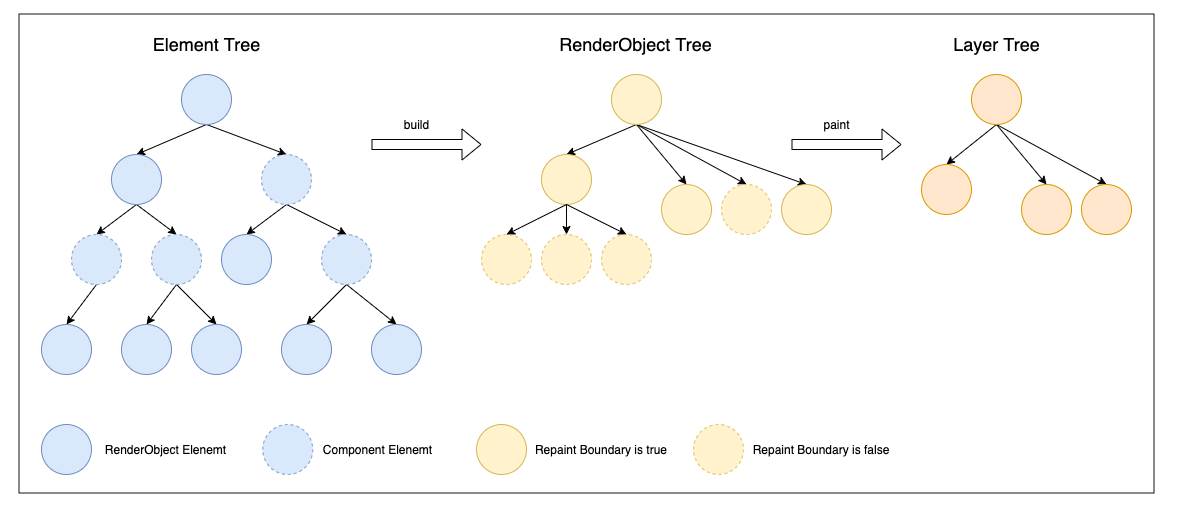 Element Tree
RenderObject Tree
Layer Tree
build
paint
RenderObject Elenemt
Component Elenemt
Repaint Boundary is true
Repaint Boundary is false